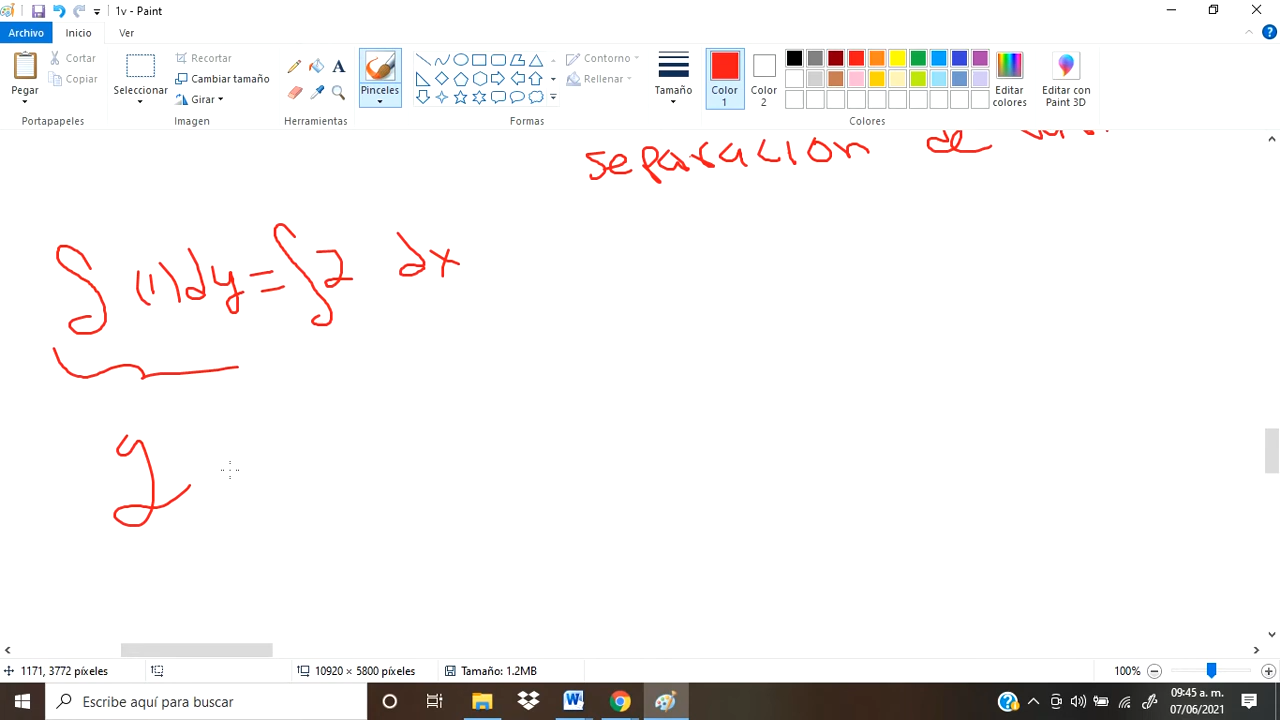 1v - Paint
Archivo Inicio Ver
Pegar Cortar Copiar Seleccionar Recortar Cambiar tamaño Girar A Pinceles Contorno Rellenar Tamaño Color 1 Color 2 Editar colores Editar con Paint 3D
Portapapeles Imagen Herramientas Formas Colores
separacion de
∫ (1)dy = ∫2 dx
y
1171, 3772 píxeles 10920 × 5800 píxeles Tamaño: 1.2MB 100%
Escribe aquí para buscar 09:45 a. m.
07/06/2021